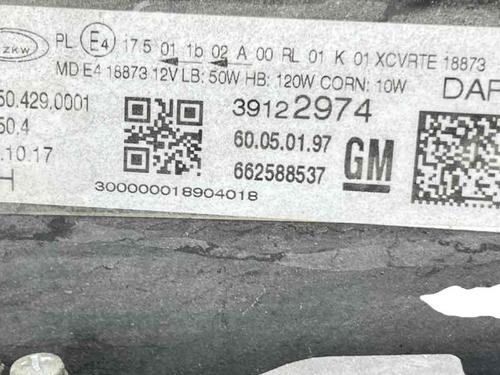 ZKW PL E4 17.5 01 1b 02 A 00 RL 01 K 01 XCVRTE 18873
MD E4 18873 12V LB: 50W HB: 120W CORN: 10W DAR
50.429.0001 39122974
50.4 60.05.01.97
.10.17 GM
662588537
H
300000018904018